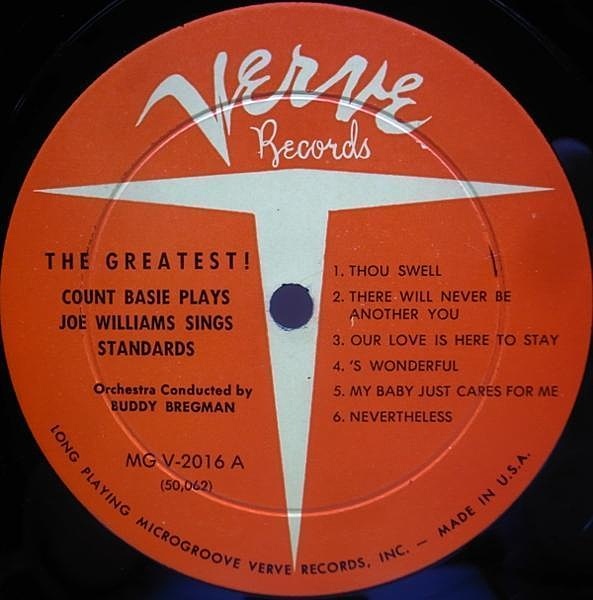 Verve
Records
THE GREATEST!
COUNT BASIE PLAYS
JOE WILLIAMS SINGS
STANDARDS
Orchestra Conducted by
BUDDY BREGMAN
MG V-2016 A
(50,062)
1. THOU SWELL
2. THERE WILL NEVER BE
ANOTHER YOU
3. OUR LOVE IS HERE TO STAY
4. 'S WONDERFUL
5. MY BABY JUST CARES FOR ME
6. NEVERTHELESS
LONG PLAYING MICROGROOVE VERVE RECORDS, INC. — MADE IN U.S.A.